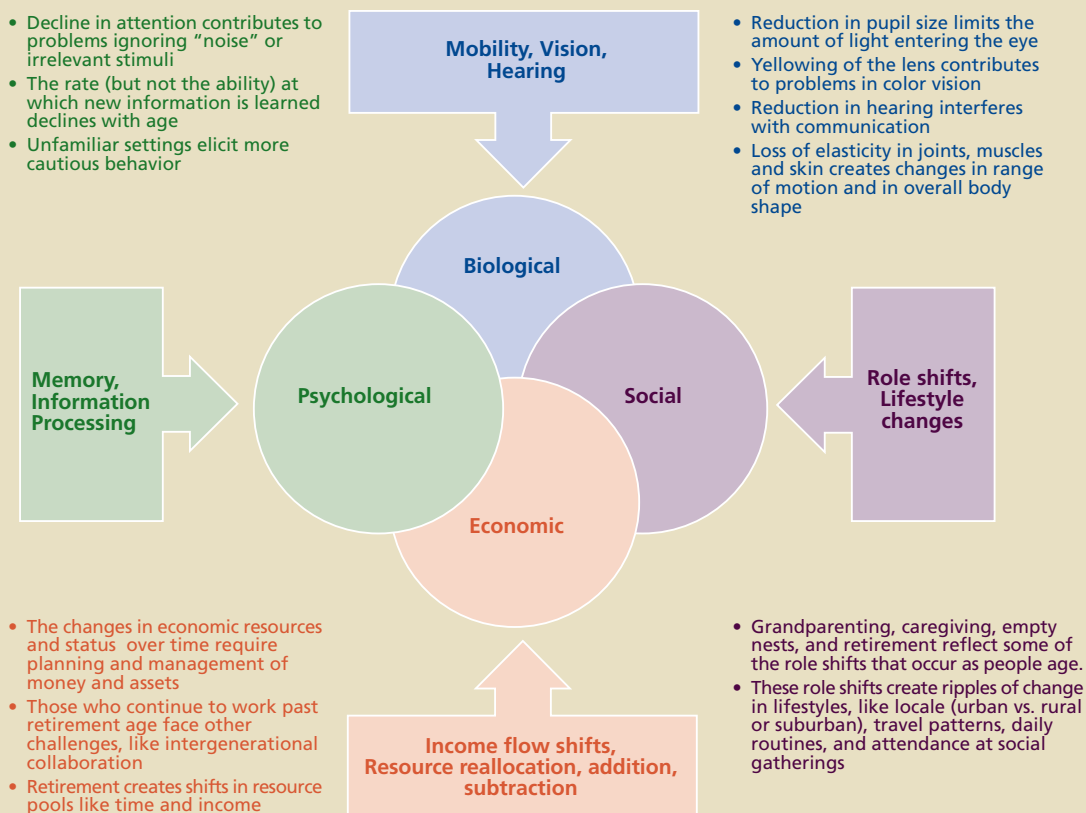 • Decline in attention contributes to
problems ignoring “noise” or
irrelevant stimuli
• The rate (but not the ability) at
which new information is learned
declines with age
• Unfamiliar settings elicit more
cautious behavior
Mobility, Vision,
Hearing
• Reduction in pupil size limits the
amount of light entering the eye
• Yellowing of the lens contributes
to problems in color vision
• Reduction in hearing interferes
with communication
• Loss of elasticity in joints, muscles
and skin creates changes in range
of motion and in overall body
shape
Biological
Memory,
Information
Processing
Psychological
Social
Role shifts,
Lifestyle
changes
Economic
• The changes in economic resources
and status over time require
planning and management of
money and assets
• Those who continue to work past
retirement age face other
challenges, like intergenerational
collaboration
• Retirement creates shifts in resource
pools like time and income
Income flow shifts,
Resource reallocation, addition,
subtraction
• Grandparenting, caregiving, empty
nests, and retirement reflect some of
the role shifts that occur as people age.
• These role shifts create ripples of change
in lifestyles, like locale (urban vs. rural
or suburban), travel patterns, daily
routines, and attendance at social
gatherings